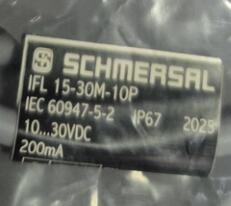 SCHMERSAL
IFL 15-30M-10P
IEC 60947-5-2 IP67 2025
10...30VDC
200mA